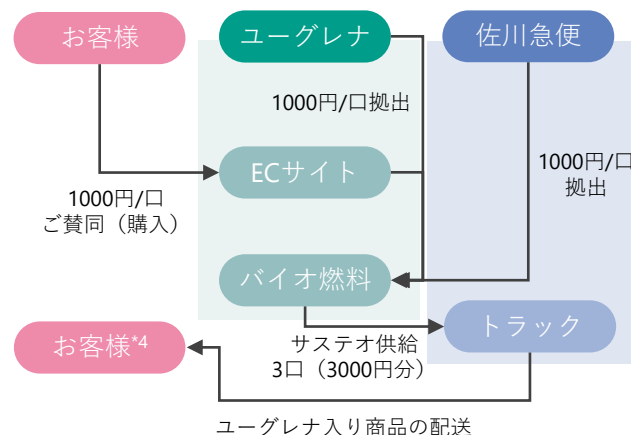 お客様
ユーグレナ
佐川急便
1000円/口拠出
ECサイト
1000円/口
拠出
1000円/口
ご賛同（購入）
バイオ燃料
トラック
サステオ供給
3口（3000円分）
お客様*4
ユーグレナ入り商品の配送